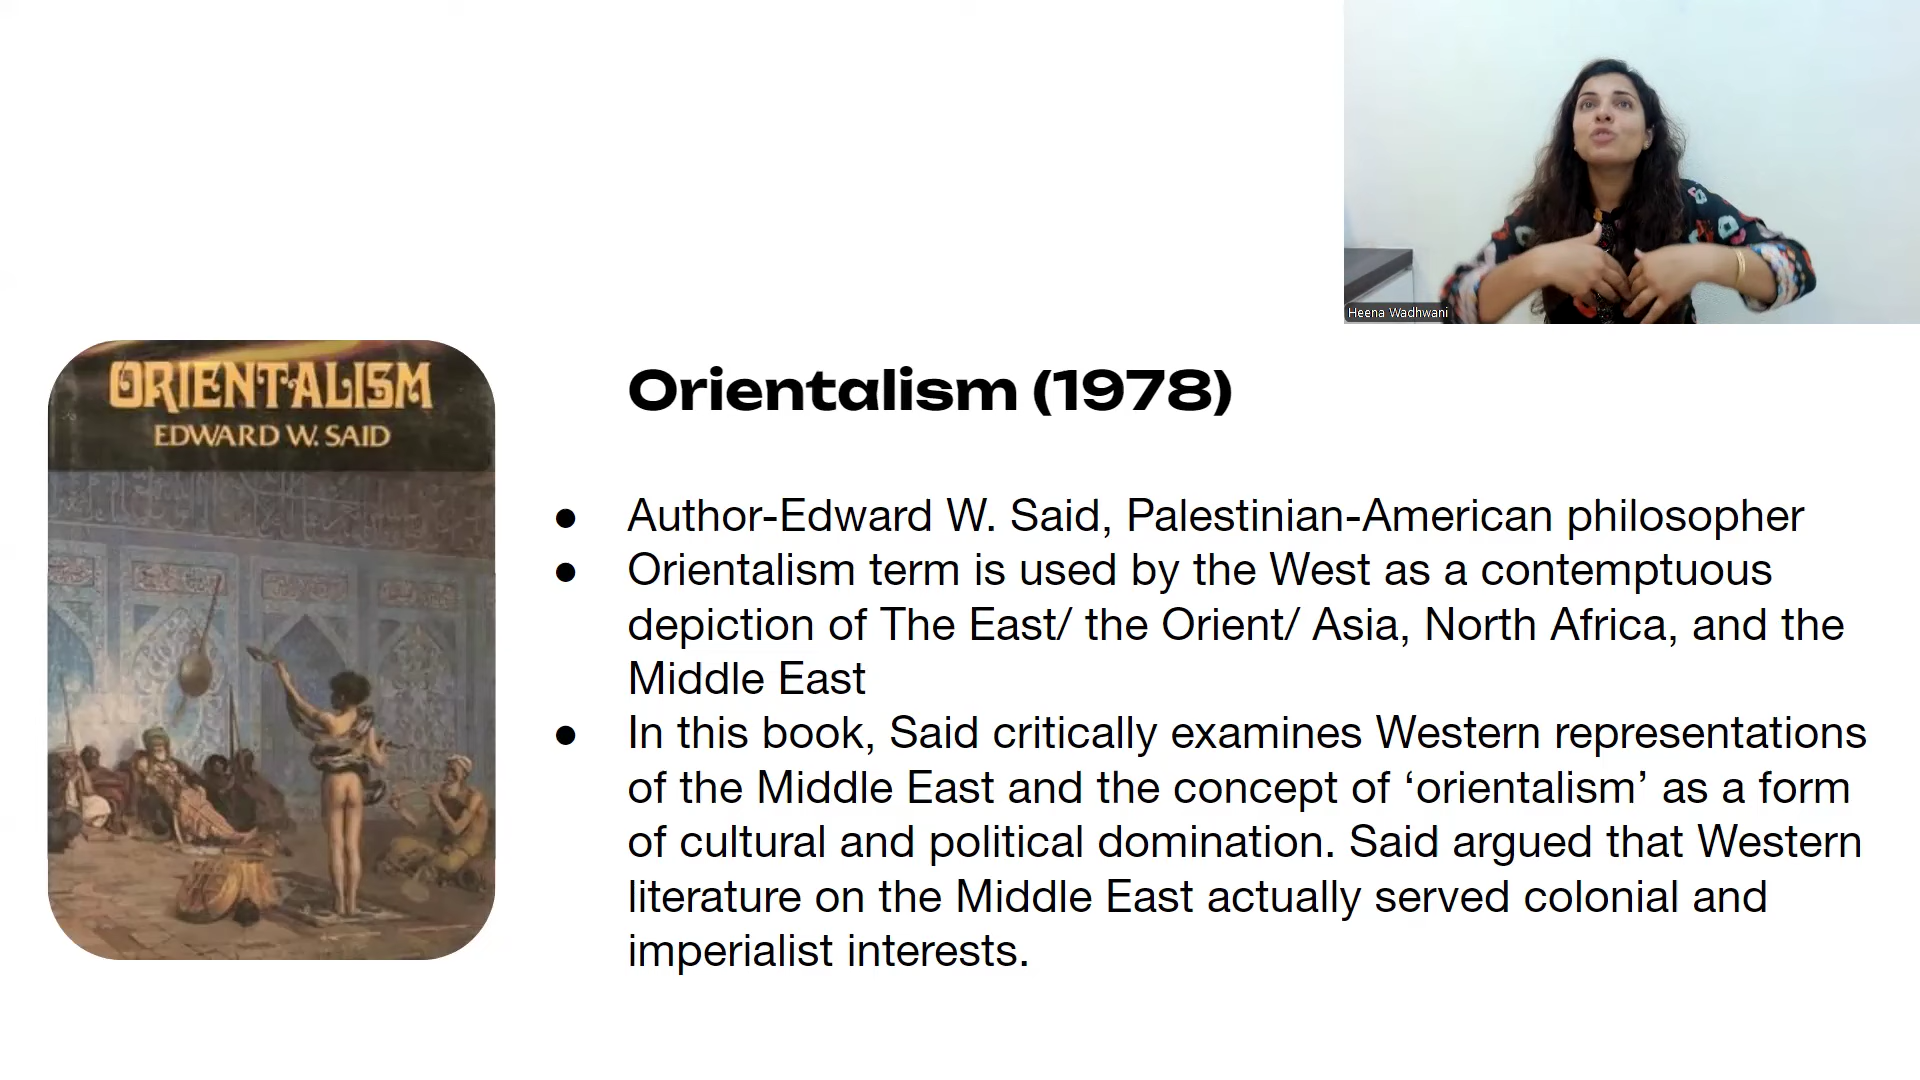 Heena Wadhwani
ORIENTALISM
EDWARD W. SAID
Orientalism (1978)
● Author-Edward W. Said, Palestinian-American philosopher
● Orientalism term is used by the West as a contemptuous
depiction of The East/ the Orient/ Asia, North Africa, and the
Middle East
● In this book, Said critically examines Western representations
of the Middle East and the concept of ‘orientalism’ as a form
of cultural and political domination. Said argued that Western
literature on the Middle East actually served colonial and
imperialist interests.